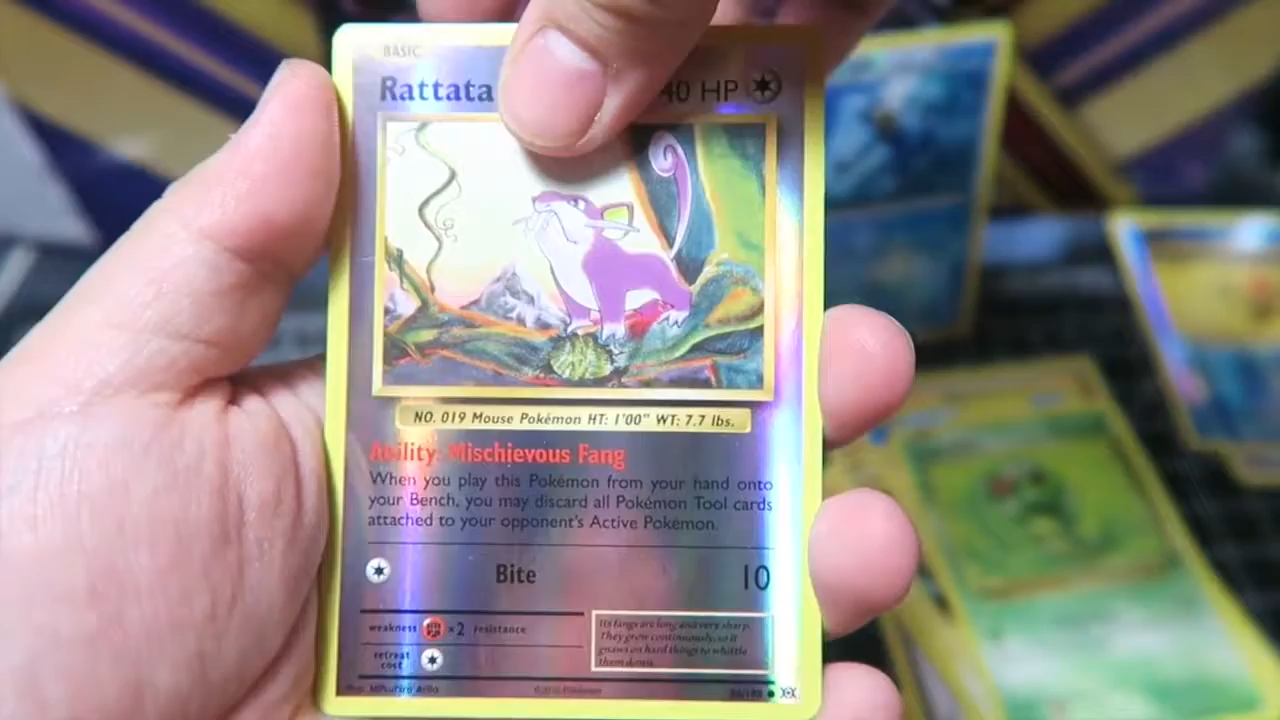 BASIC
Rattata
40 HP
NO. 019 Mouse Pokémon HT: 1'00" WT: 7.7 lbs.
Ability: Mischievous Fang
When you play this Pokémon from your hand onto
your Bench, you may discard all Pokémon Tool cards
attached to your opponent's Active Pokémon.
Bite 10
weakness ×2 resistance
retreat
cost
Its fangs are long and very sharp.
They grow continuously, so it
gnaws on hard things to whittle
them down.
Illus. Mitsuhiro Arita
©2016 Pokémon